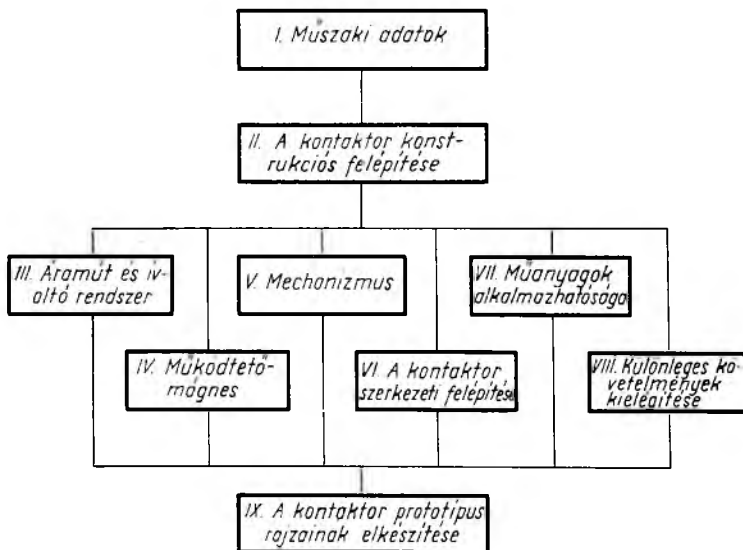 I. Műszaki adatok
II. A kontaktor konst-
rukciós felépítése
III. Áramút és ív-
oltó rendszer
V. Mechanizmus
VII. Műanyagok
alkalmazhatósága
IV. Működtető-
mágnes
VI. A kontaktor
szerkezeti felépítése
VIII. Különleges kö-
vetelmények
kielégítése
IX. A kontaktor prototípus
rajzainak elkészítése